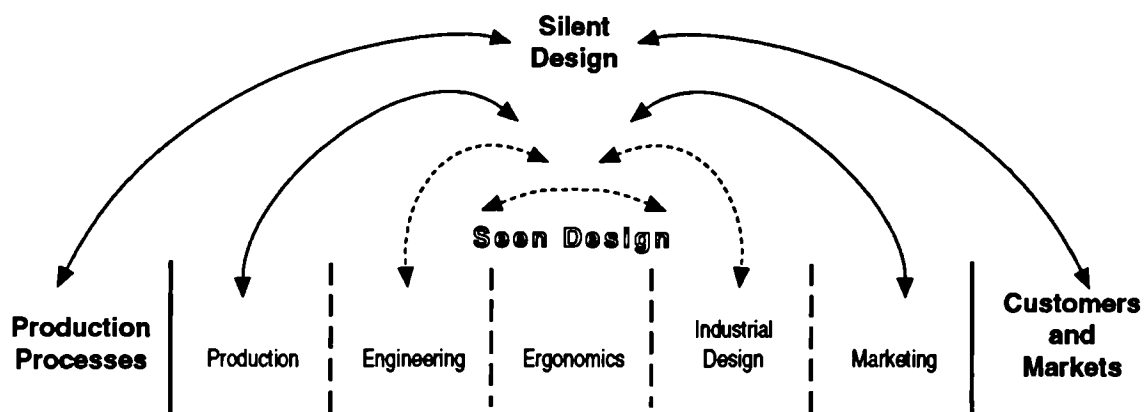 Silent
Design
Seen Design
Production
Processes
Production
Engineering
Ergonomics
Industrial
Design
Marketing
Customers
and
Markets